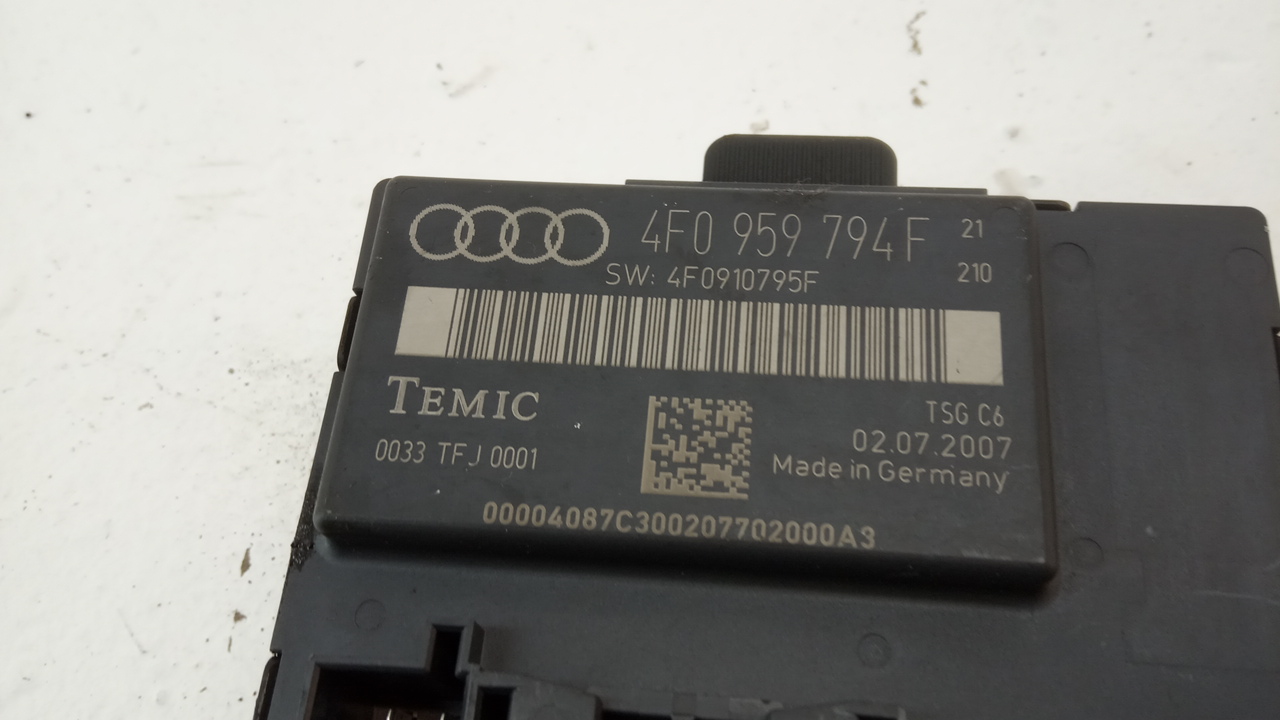 4F0 959 794 F 21
SW: 4F0910795F 210
TEMIC
TSG C6
0033 TFJ 0001
02.07.2007
Made in Germany
00004087C300207702000A3